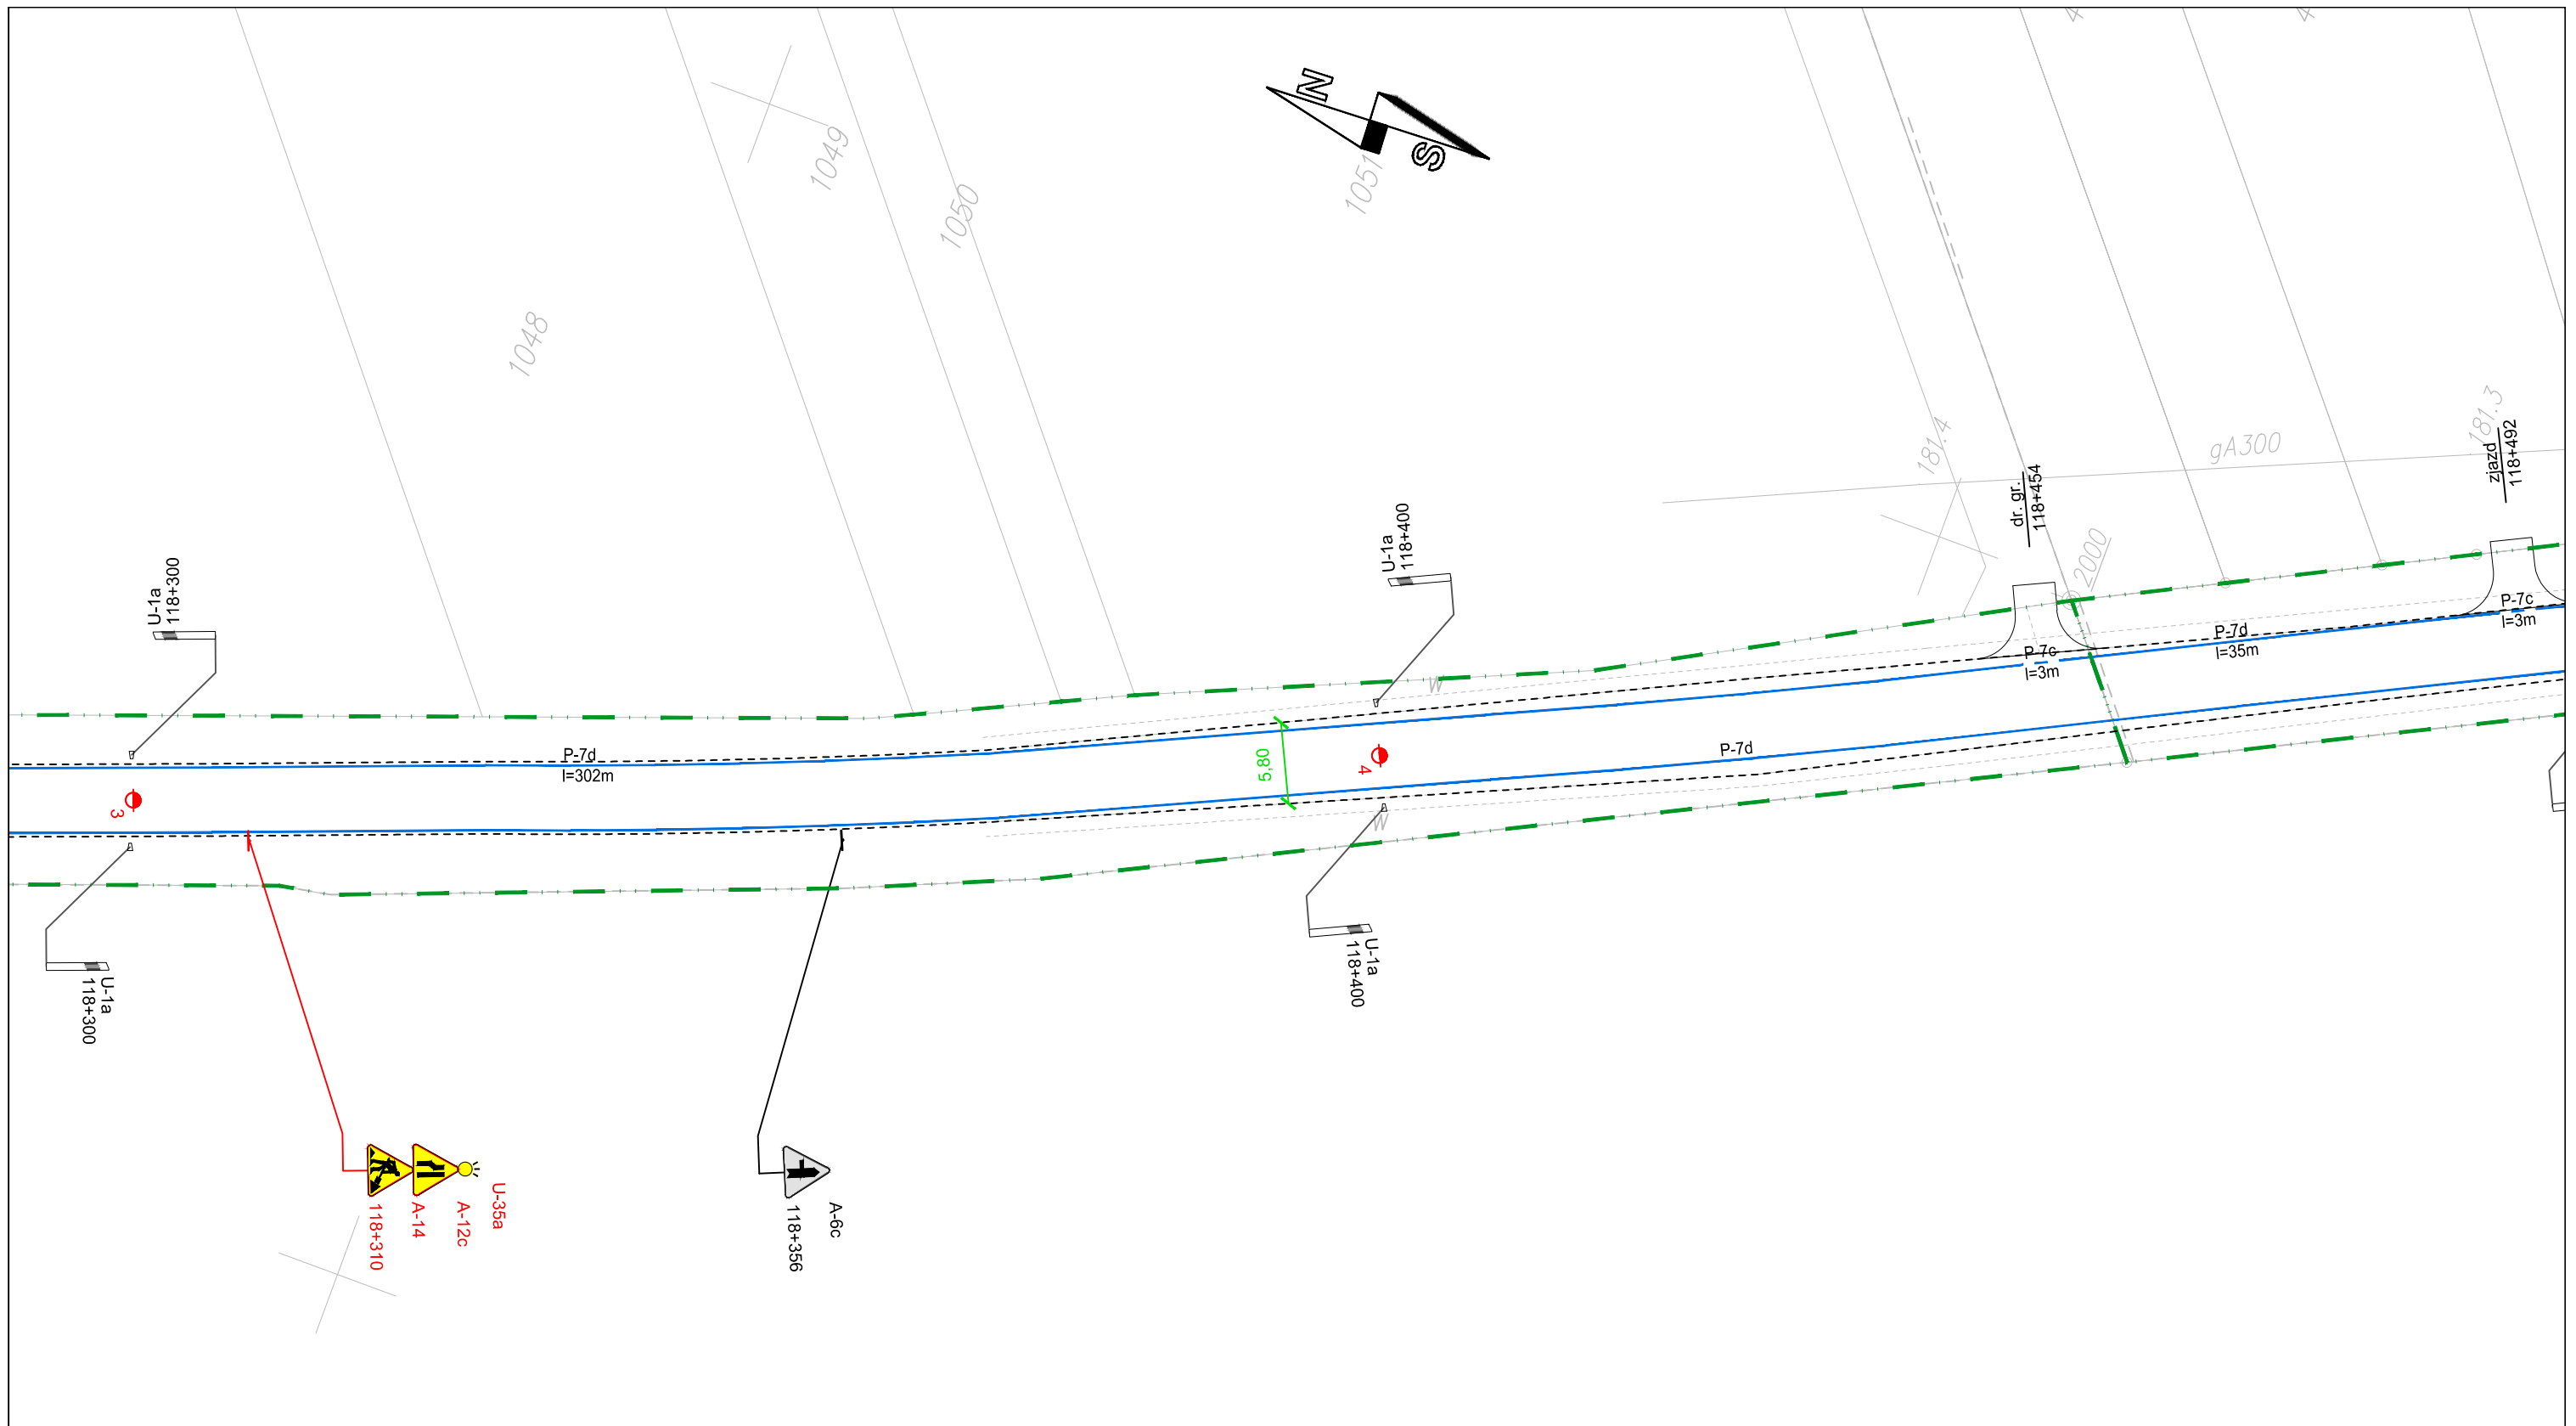 N
S
1049
1050
1051
1048
181.4
gA300
181.3
zjazd
118+492
dr. gr.
118+454
2000
U-1a
118+400
U-1a
118+300
P-7c
l=3m
P-7d
l=35m
P-7c
l=3m
W
P-7d
P-7d
l=302m
5,80
4
3
W
U-1a
118+400
U-1a
118+300
U-35a
A-12c
A-14
118+310
A-6c
118+356